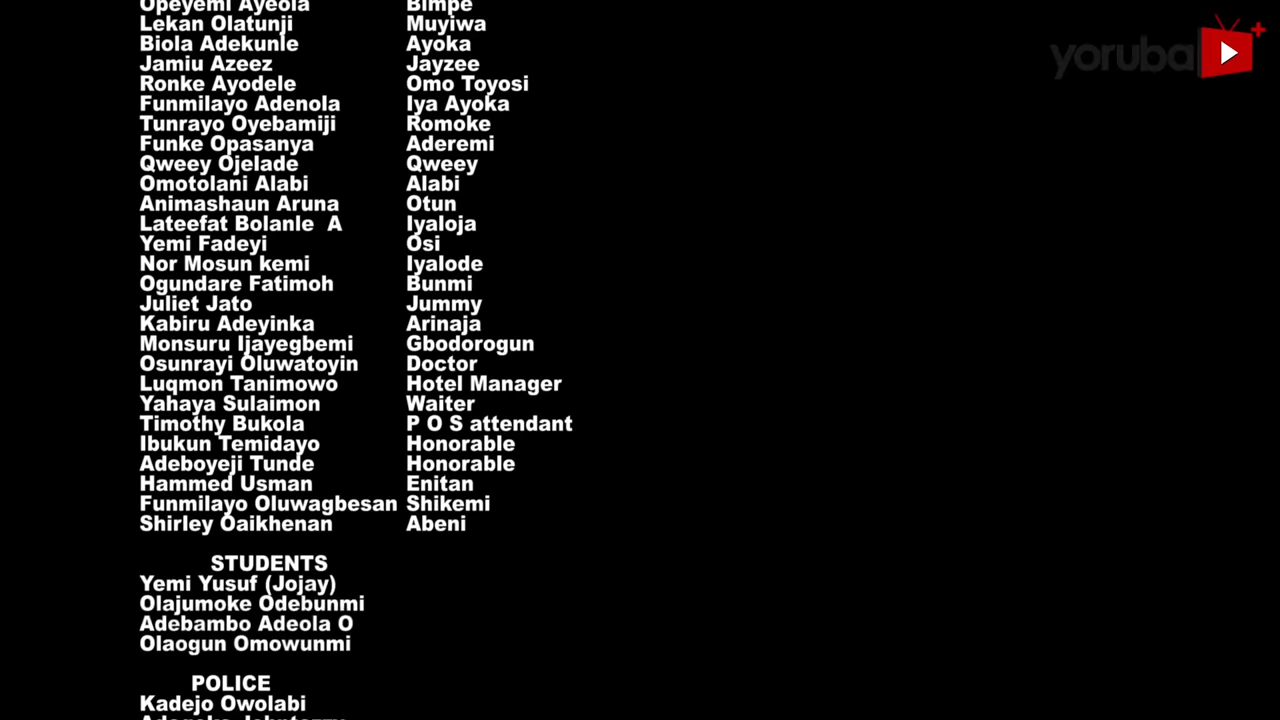 Opeyemi Ayeola Bimpe
Lekan Olatunji Muyiwa
Biola Adekunle Ayoka
Jamiu Azeez Jayzee
Ronke Ayodele Omo Toyosi
Funmilayo Adenola Iya Ayoka
Tunrayo Oyebamiji Romoke
Funke Opasanya Aderemi
Qweey Ojelade Qweey
Omotolani Alabi Alabi
Animashaun Aruna Otun
Lateefat Bolanle A Iyaloja
Yemi Fadeyi Osi
Nor Mosun kemi Iyalode
Ogundare Fatimoh Bunmi
Juliet Jato Jummy
Kabiru Adeyinka Arinaja
Monsuru Ijayegbemi Gbodorogun
Osunrayi Oluwatoyin Doctor
Luqmon Tanimowo Hotel Manager
Yahaya Sulaimon Waiter
Timothy Bukola P O S attendant
Ibukun Temidayo Honorable
Adeboyeji Tunde Honorable
Hammed Usman Enitan
Funmilayo Oluwagbesan Shikemi
Shirley Oaikhenan Abeni
STUDENTS
Yemi Yusuf (Jojay)
Olajumoke Odebunmi
Adebambo Adeola O
Olaogun Omowunmi
POLICE
Kadejo Owolabi
yoruba +